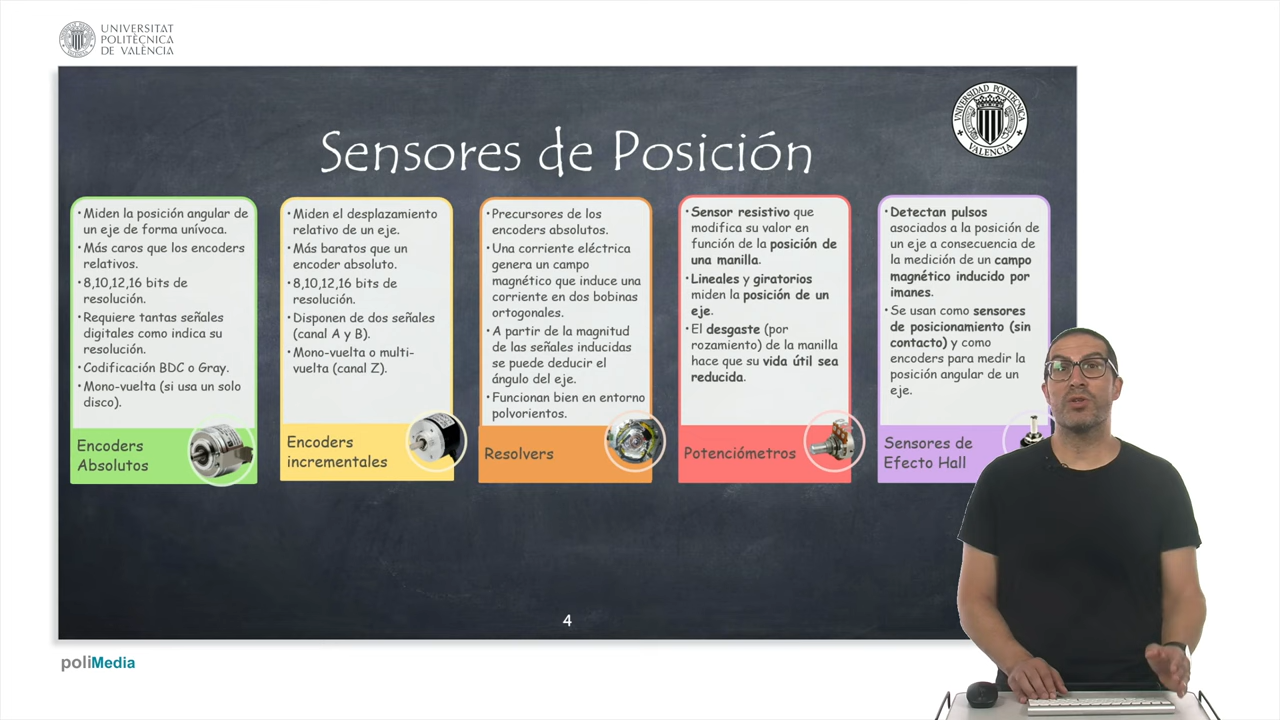 UNIVERSITAT
POLITÈCNICA
DE VALÈNCIA
UNIVERSIDAD POLITECNICA
VALENCIA
Sensores de Posición
• Miden la posición angular de
un eje de forma unívoca.
• Más caros que los encoders
relativos.
• 8,10,12,16 bits de
resolución.
• Requiere tantas señales
digitales como indica su
resolución.
• Codificación BDC o Gray.
• Mono-vuelta (si usa un solo
disco).
Encoders
Absolutos
• Miden el desplazamiento
relativo de un eje.
• Más baratos que un
encoder absoluto.
• 8,10,12,16 bits de
resolución.
• Disponen de dos señales
(canal A y B).
• Mono-vuelta o multi-
vuelta (canal Z).
Encoders
incrementales
• Precursores de los
encoders absolutos.
• Una corriente eléctrica
genera un campo
magnético que induce una
corriente en dos bobinas
ortogonales.
• A partir de la magnitud
de las señales inducidas
se puede deducir el
ángulo del eje.
• Funcionan bien en entorno
polvorientos.
Resolvers
• Sensor resistivo que
modifica su valor en
función de la posición de
una manilla.
• Lineales y giratorios
miden la posición de un
eje.
• El desgaste (por
rozamiento) de la manilla
hace que su vida útil sea
reducida.
Potenciómetros
• Detectan pulsos
asociados a la posición de
un eje a consecuencia de
la medición de un campo
magnético inducido por
imanes.
• Se usan como sensores
de posicionamiento (sin
contacto) y como
encoders para medir la
posición angular de un
eje.
Sensores de
Efecto Hall
4
poliMedia